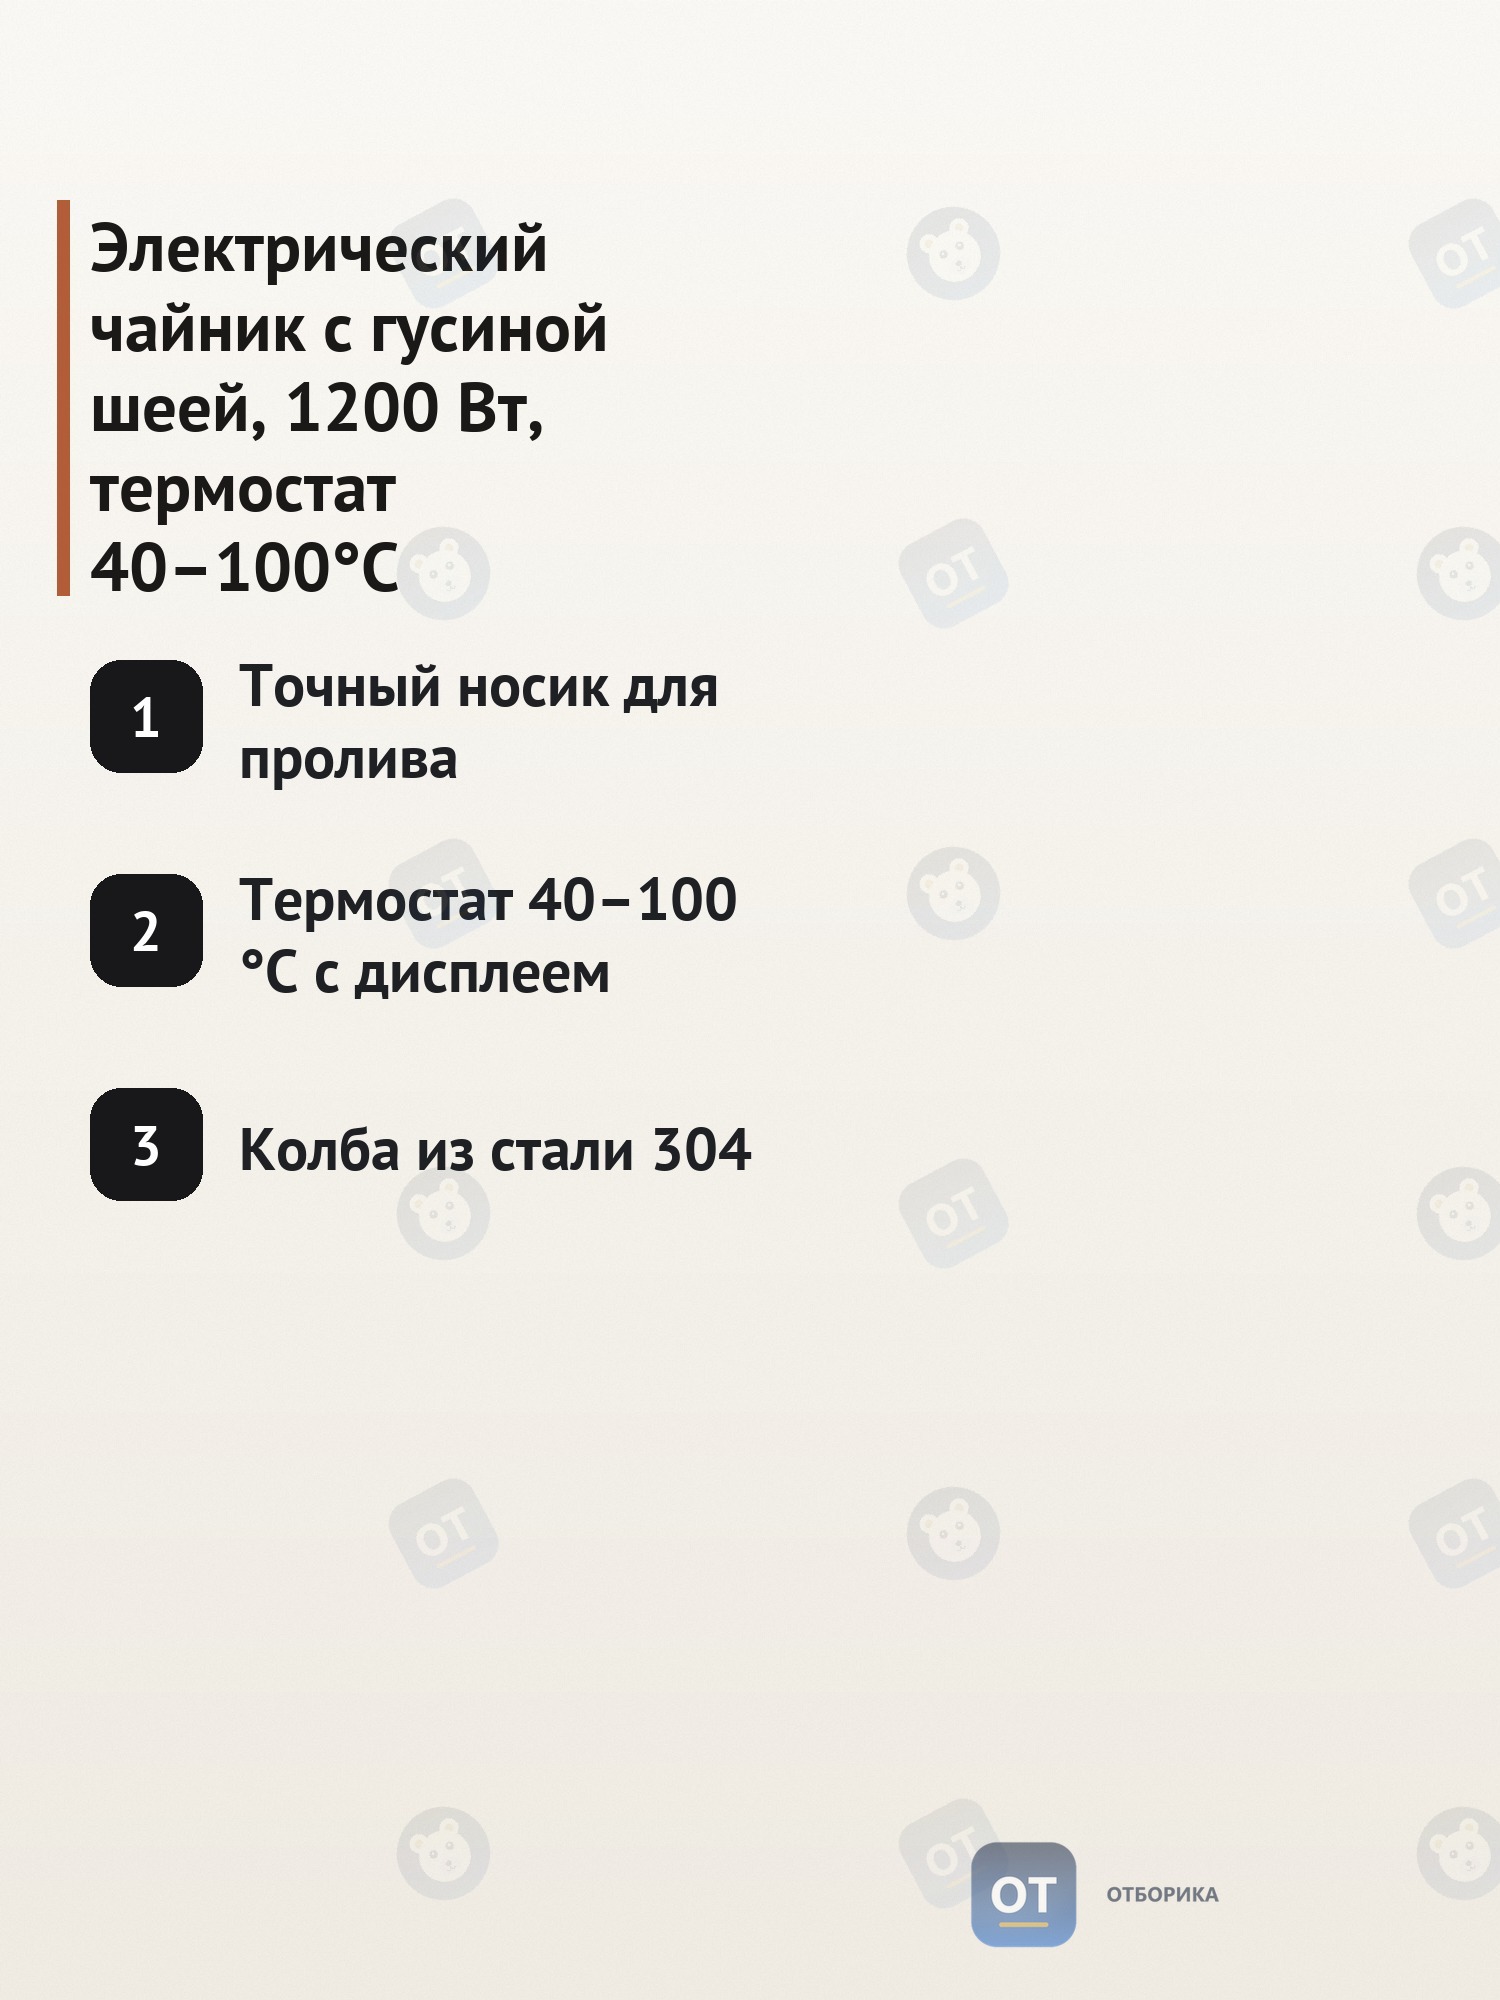 Электрический
чайник с гусиной
шеей, 1200 Вт,
термостат
40–100°C
1
Точный носик для
пролива
2
Термостат 40–100
°C с дисплеем
3
Колба из стали 304
ОТ
ОТБОРИКА